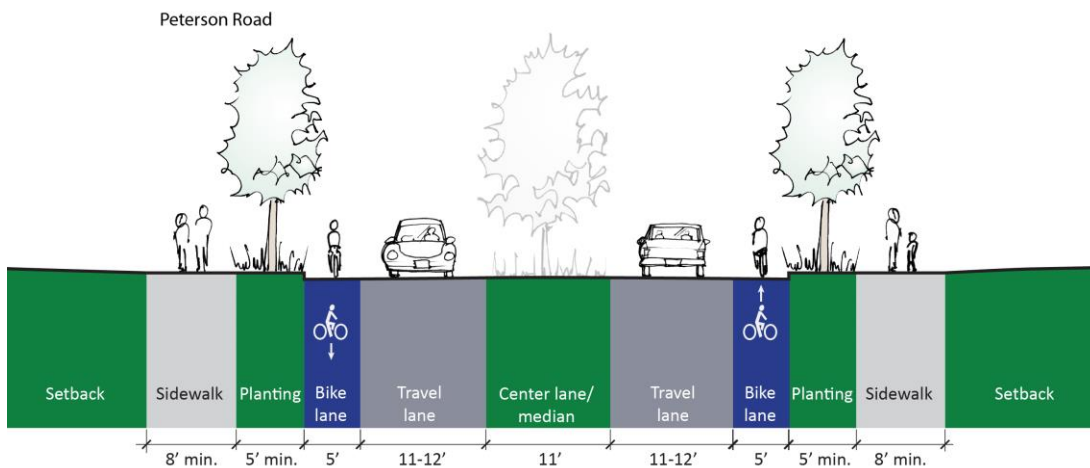 Peterson Road
Setback
Sidewalk
Planting
Bike
lane
Travel
lane
Center lane/
median
Travel
lane
Bike
lane
Planting
Sidewalk
Setback
8’ min.
5’ min.
5’
11-12’
11’
11-12’
5’
5’ min.
8’ min.